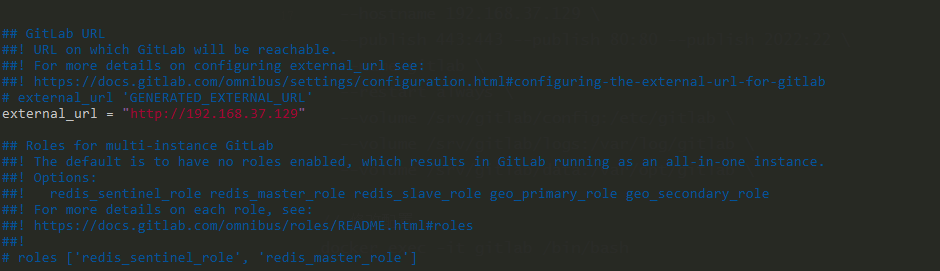 ## GitLab URL
##! URL on which GitLab will be reachable.
##! For more details on configuring external_url see:
##! https://docs.gitlab.com/omnibus/settings/configuration.html#configuring-the-external-url-for-gitlab
# external_url 'GENERATED_EXTERNAL_URL'
external_url = "http://192.168.37.129"
## Roles for multi-instance GitLab
##! The default is to have no roles enabled, which results in GitLab running as an all-in-one instance.
##! Options:
##!   redis_sentinel_role redis_master_role redis_slave_role geo_primary_role geo_secondary_role
##! For more details on each role, see:
##! https://docs.gitlab.com/omnibus/roles/README.html#roles
##!
# roles ['redis_sentinel_role', 'redis_master_role']